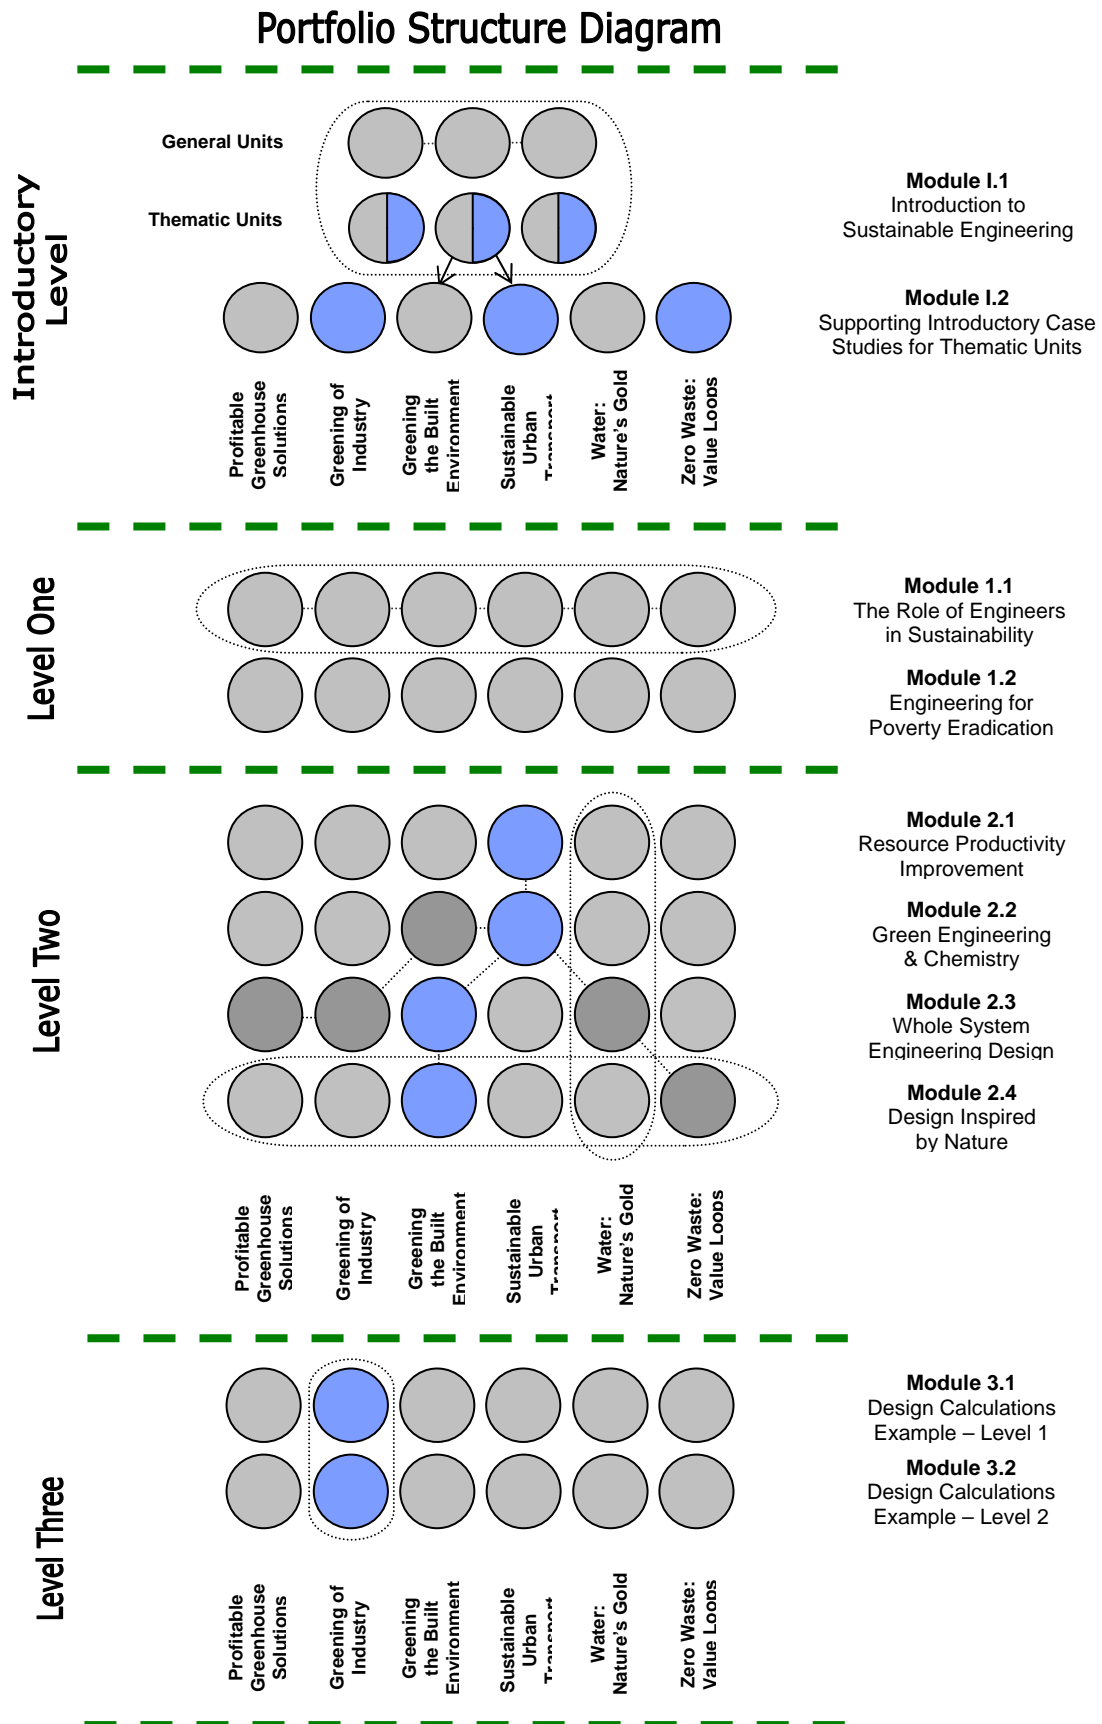 Portfolio Structure Diagram
Introductory
Level
General Units
Thematic Units
Module I.1
Introduction to
Sustainable Engineering
Module I.2
Supporting Introductory Case
Studies for Thematic Units
Profitable
Greenhouse
Solutions
Greening of
Industry
Greening
the Built
Environment
Sustainable
Urban
Transport
Water:
Nature's Gold
Zero Waste:
Value Loops
Level One
Module 1.1
The Role of Engineers
in Sustainability
Module 1.2
Engineering for
Poverty Eradication
Level Two
Module 2.1
Resource Productivity
Improvement
Module 2.2
Green Engineering
& Chemistry
Module 2.3
Whole System
Engineering Design
Module 2.4
Design Inspired
by Nature
Profitable
Greenhouse
Solutions
Greening of
Industry
Greening
the Built
Environment
Sustainable
Urban
Transport
Water:
Nature's Gold
Zero Waste:
Value Loops
Level Three
Module 3.1
Design Calculations
Example – Level 1
Module 3.2
Design Calculations
Example – Level 2
Profitable
Greenhouse
Solutions
Greening of
Industry
Greening
the Built
Environment
Sustainable
Urban
Transport
Water:
Nature's Gold
Zero Waste:
Value Loops